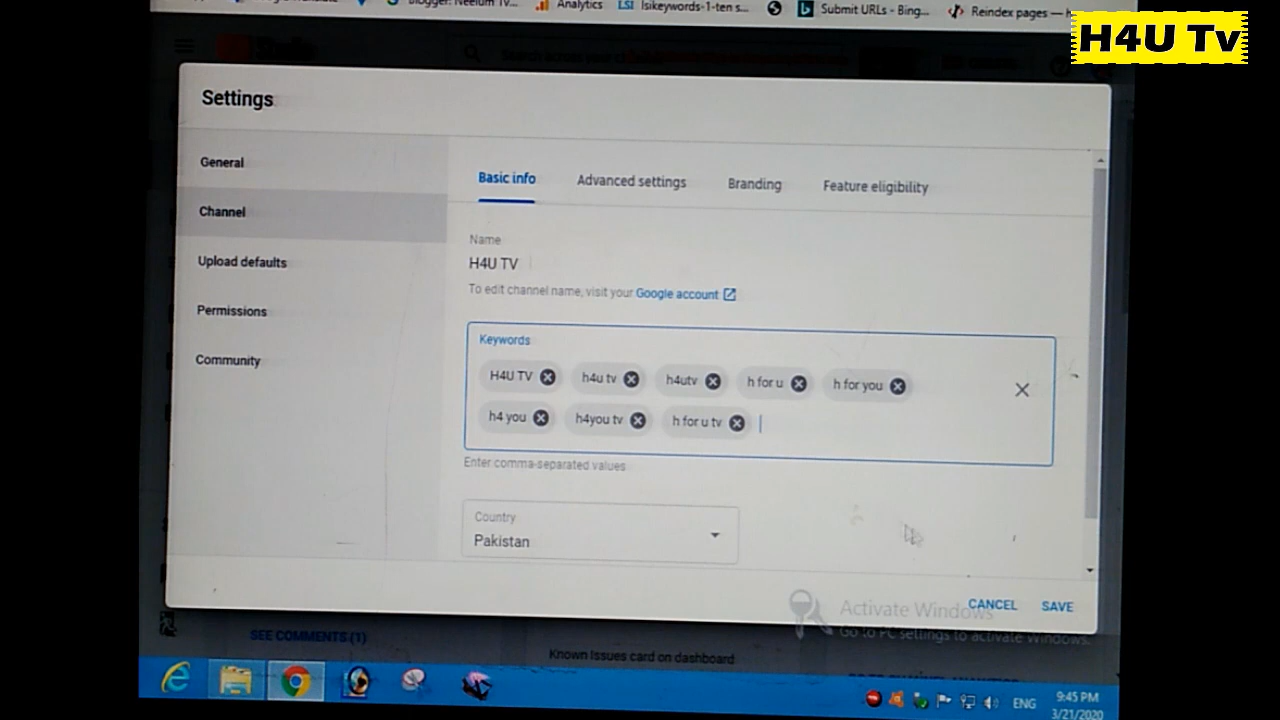 Analytics LSI lsikeywords-1-ten s... Submit URLs - Bing... Reindex pages —
H4U Tv
Settings
General
Channel
Upload defaults
Permissions
Community
Basic info Advanced settings Branding Feature eligibility
Name
H4U TV
To edit channel name, visit your Google account
Keywords
H4U TV h4u tv h4utv h for u h for you
h4 you h4you tv h for u tv
Enter comma-separated values
Country
Pakistan
Activate Windows
Go to PC settings to activate Windows.
CANCEL SAVE
SEE COMMENTS (1)
Known Issues card on dashboard
ENG
9:45 PM
3/21/2020